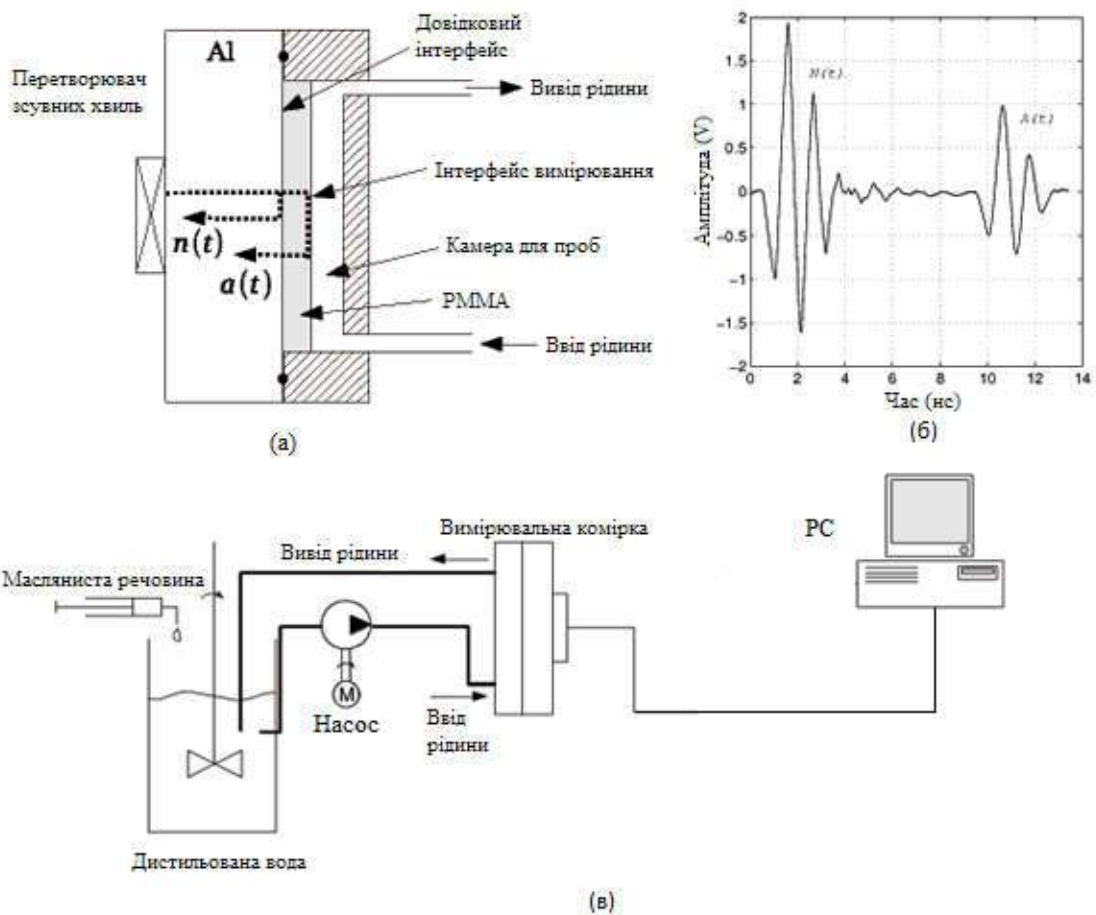 Al
Довідковий
інтерфейс
Перетворювач
зсувних хвиль
Вивід рідини
Інтерфейс вимірювання
n(t)
a(t)
Камера для проб
PMMA
Ввід рідини
(а)
Амплітуда (V)
2
1.5
1
0.5
0
−0.5
−1
−1.5
−2
N(t)
A(t)
0 2 4 6 8 10 12 14
Час (нс)
(б)
Вимірювальна комірка
PC
Вивід рідини
Масляниста речовина
M
Насос
Ввід
рідини
Дистильована вода
(в)